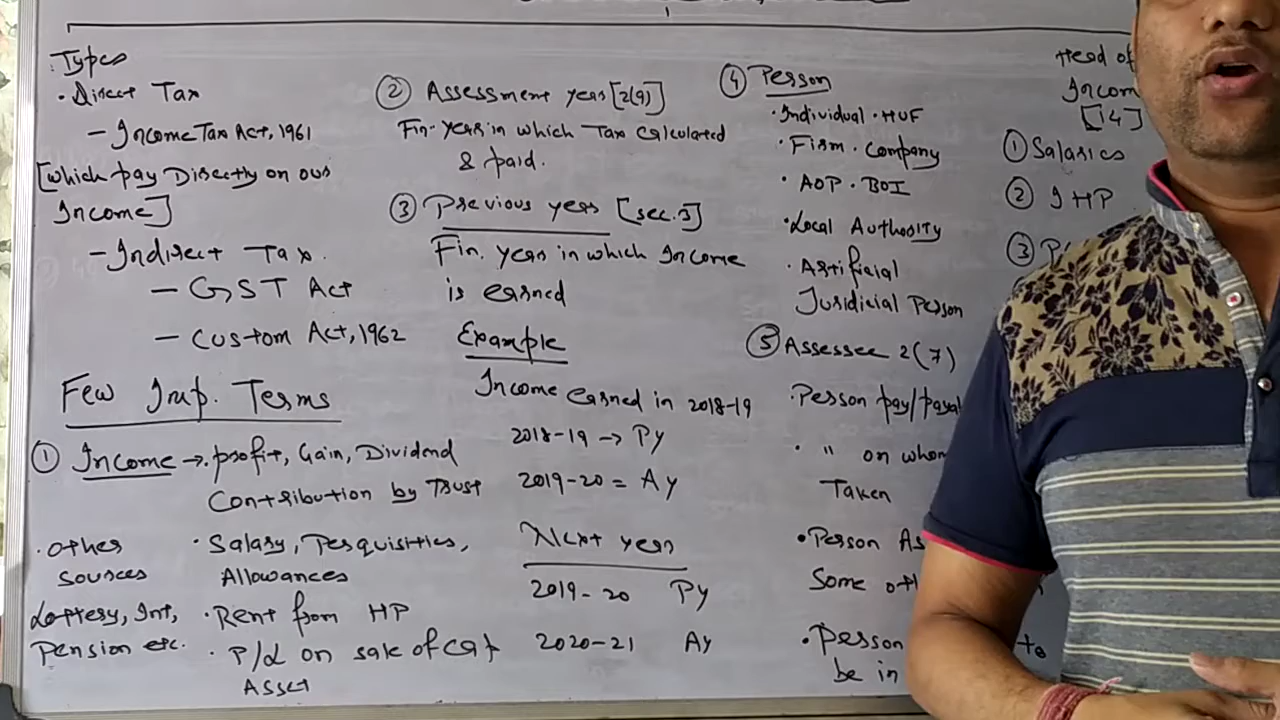 Types
• Direct Tax
– Income Tax Act, 1961
[which pay Directly on our
Income]
– Indirect Tax.
– GST Act
– Custom Act, 1962
Few Imp. Terms
① Income → profit, Gain, Dividend
Contribution by Trust
• Salary, Perquisities,
Allowances
• Rent from HP
• P/L on sale of cap
Asset
• other
sources
Lottery, Int,
Pension etc.
② Assessment year [2(9)]
Fin. year in which Tax calculated
& paid.
③ Previous year [sec.3]
Fin. year in which Income
is earned
Example
Income earned in 2018-19
2018-19 → Py
2019-20 = Ay
Next year
2019-20 Py
2020-21 Ay
④ Person
• Individual • HUF
• Firm • Company
• AOP • BOI
• Local Authority
• Artificial
Juridicial Person
⑤ Assessee 2(7)
• Person pay/
• " on whom
Taken
• Person
Some
• Person
be in
Head of
Incom
[14]
① Salaries
② IHP
③